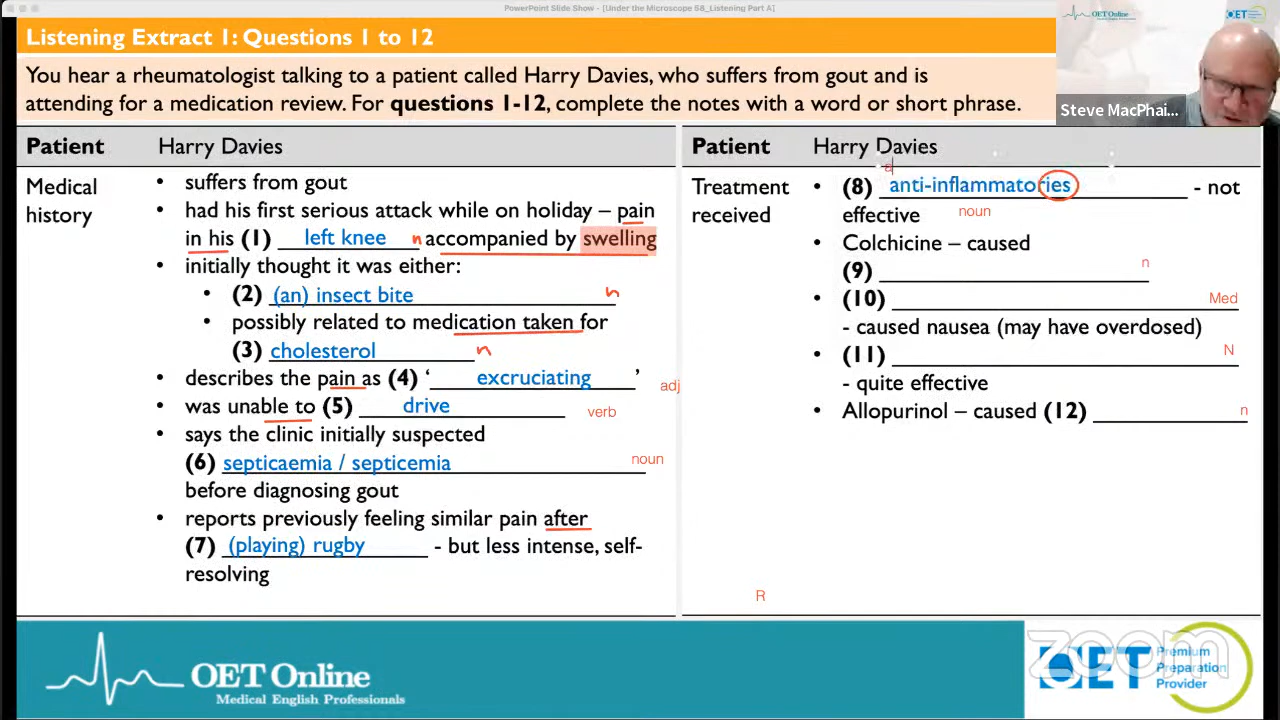 PowerPoint Slide Show - [Under the Microscope 58_Listening Part A]
Listening Extract 1: Questions 1 to 12
OET Online
You hear a rheumatologist talking to a patient called Harry Davies, who suffers from gout and is
attending for a medication review. For questions 1-12, complete the notes with a word or short phrase.
Steve MacPhai...
Patient Harry Davies
Medical
history
• suffers from gout
• had his first serious attack while on holiday – pain
in his (1) left knee n accompanied by swelling
• initially thought it was either:
• (2) (an) insect bite n
• possibly related to medication taken for
(3) cholesterol n
• describes the pain as (4) ‘ excruciating ’ adj
• was unable to (5) drive verb
• says the clinic initially suspected
(6) septicaemia / septicemia noun
before diagnosing gout
• reports previously feeling similar pain after
(7) (playing) rugby - but less intense, self-
resolving
Patient Harry Davies
a
Treatment
received
• (8) anti-inflammatories - not
effective noun
• Colchicine – caused
(9) n
• (10) Med
- caused nausea (may have overdosed)
• (11) N
- quite effective
• Allopurinol – caused (12) n
R
OET Online
Medical English Professionals
zoom
OET
Premium
Preparation
Provider